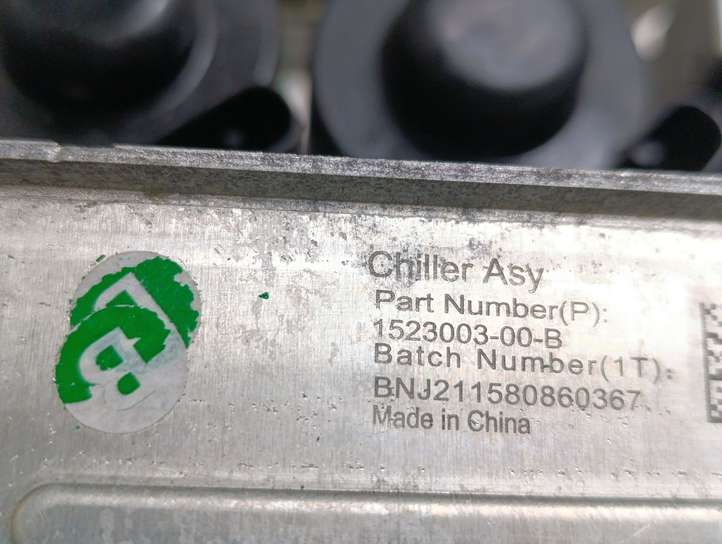 Chiller Asy
Part Number(P):
1523003-00-B
Batch Number(1T):
BNJ211580860367
Made in China